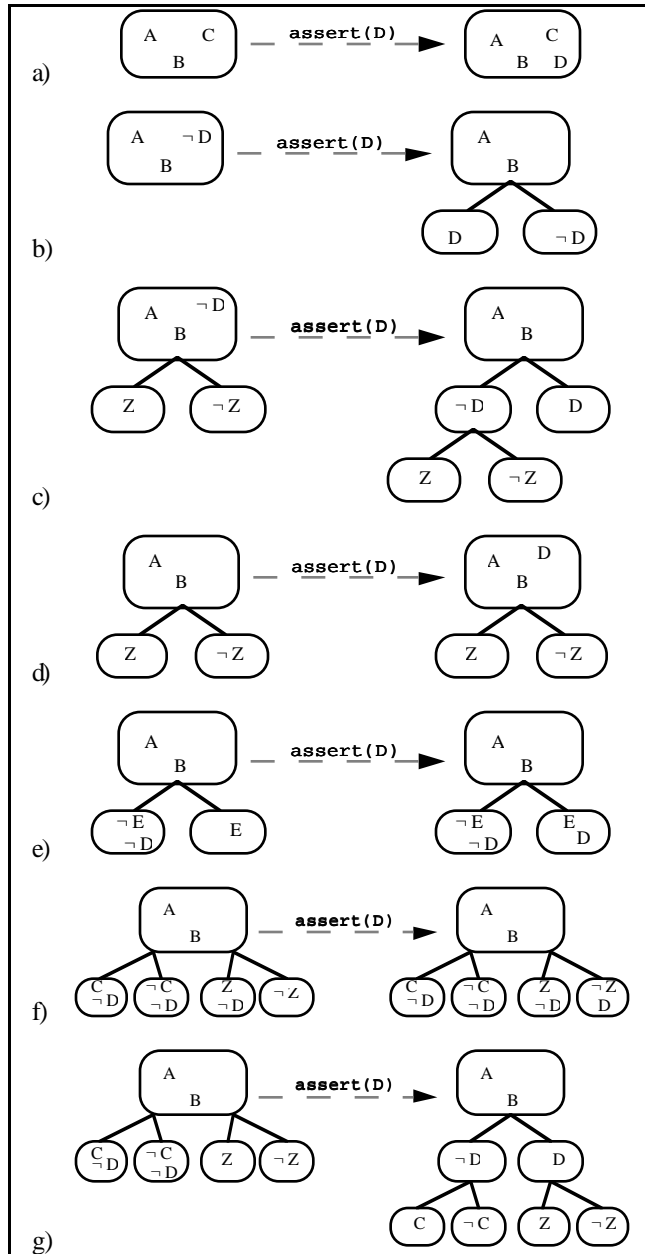 A C assert(D) A C
B B D
a)
A ¬ D assert(D) A
B B
D ¬ D
b)
A ¬ D assert(D) A
B B
Z ¬ Z ¬ D D
Z ¬ Z
c)
A assert(D) A D
B B
Z ¬ Z Z ¬ Z
d)
A assert(D) A
B B
¬ E E ¬ E E
¬ D ¬ D D
e)
A assert(D) A
B B
C ¬ C Z ¬ Z C ¬ C Z ¬ Z
¬ D ¬ D ¬ D ¬ D ¬ D ¬ D D
f)
A assert(D) A
B B
C ¬ C Z ¬ Z ¬ D D
¬ D ¬ D
C ¬ C Z ¬ Z
g)